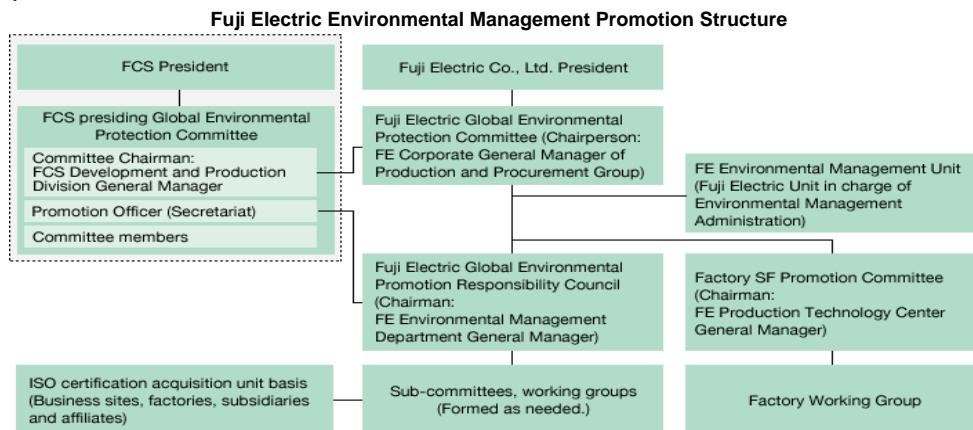 Fuji Electric Environmental Management Promotion Structure
FCS President
FCS presiding Global Environmental
Protection Committee
Committee Chairman:
FCS Development and Production
Division General Manager
Promotion Officer (Secretariat)
Committee members
Fuji Electric Co., Ltd. President
Fuji Electric Global Environmental
Protection Committee (Chairperson:
FE Corporate General Manager of
Production and Procurement Group)
FE Environmental Management Unit
(Fuji Electric Unit in charge of
Environmental Management
Administration)
Fuji Electric Global Environmental
Promotion Responsibility Council
(Chairman:
FE Environmental Management
Department General Manager)
Factory SF Promotion Committee
(Chairman:
FE Production Technology Center
General Manager)
ISO certification acquisition unit basis
(Business sites, factories, subsidiaries
and affiliates)
Sub-committees, working groups
(Formed as needed.)
Factory Working Group